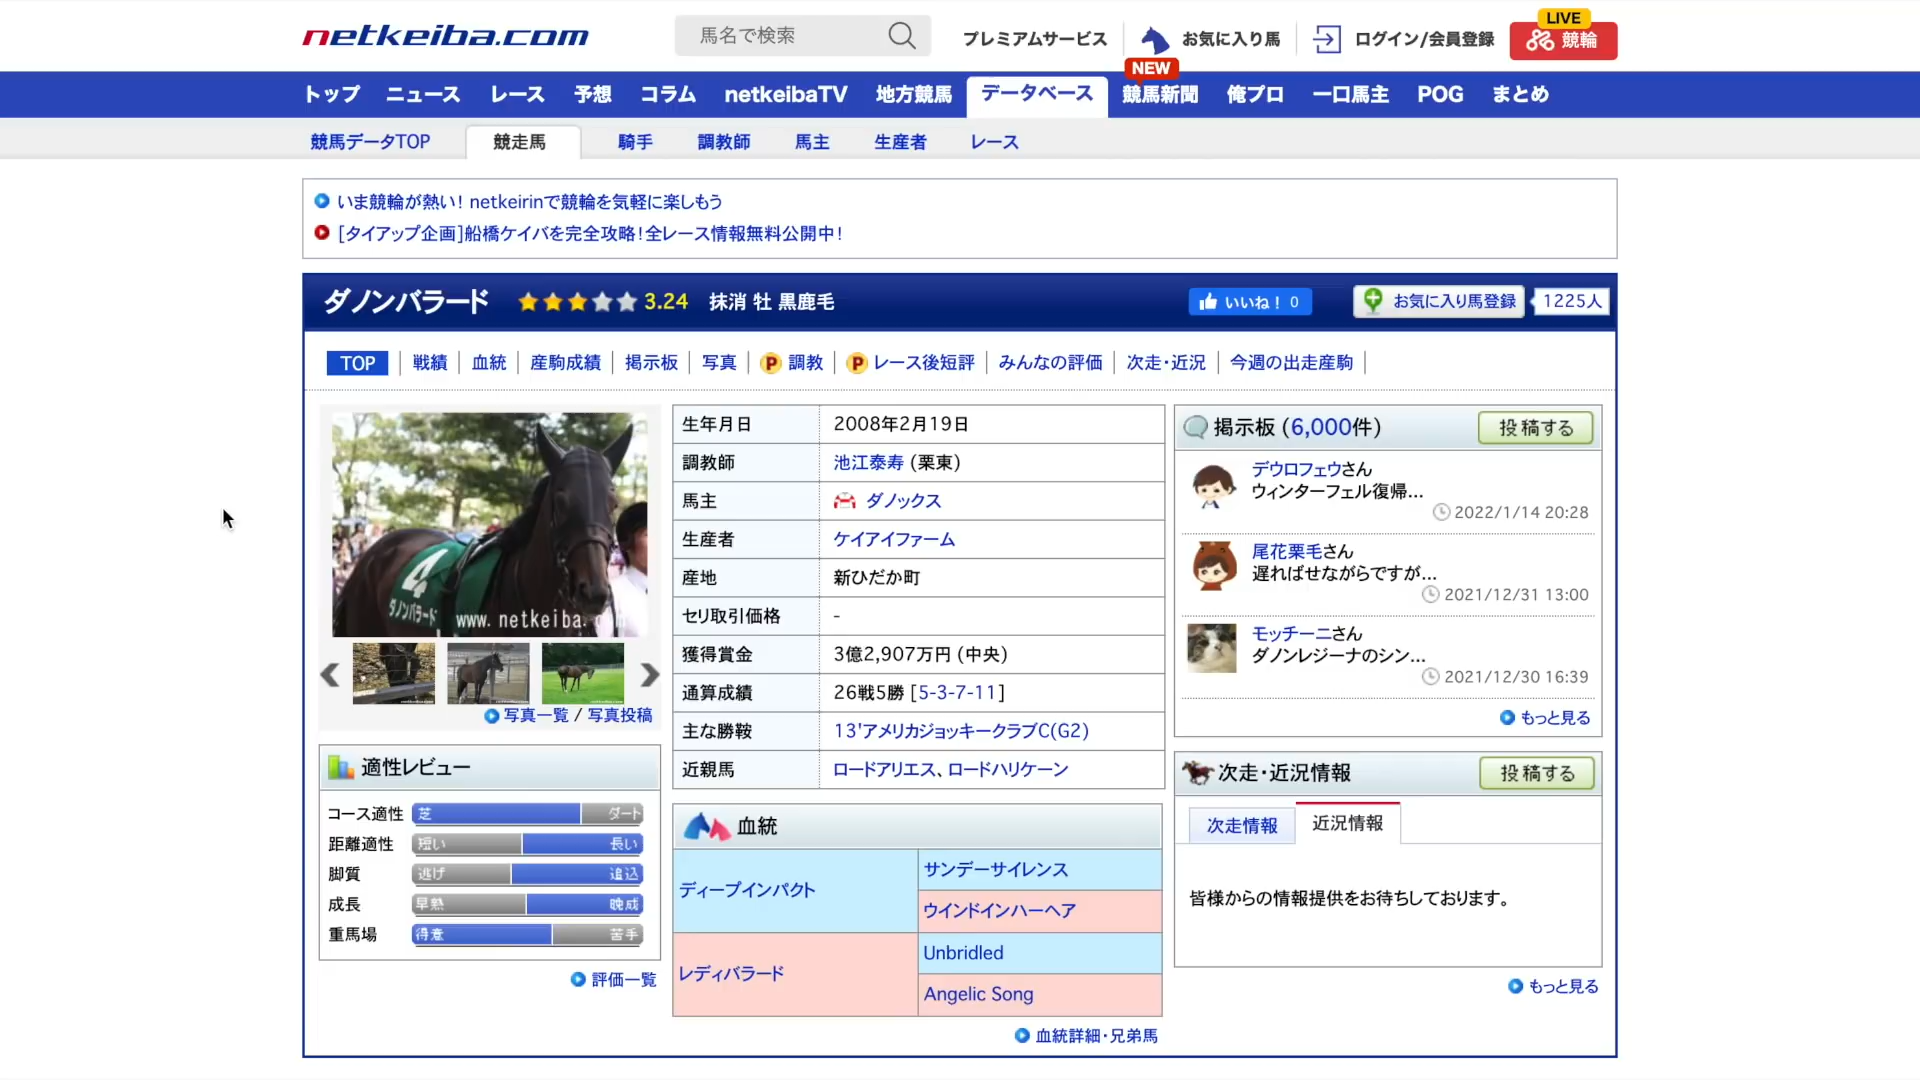 netkeiba.com
馬名で検索
プレミアムサービス
お気に入り馬
ログイン/会員登録
LIVE
競輪
NEW
トップ ニュース レース 予想 コラム netkeibaTV 地方競馬 データベース 競馬新聞 俺プロ 一口馬主 POG まとめ
競馬データTOP 競走馬 騎手 調教師 馬主 生産者 レース
いま競輪が熱い! netkeirinで競輪を気軽に楽しもう
[タイアップ企画]船橋ケイバを完全攻略!全レース情報無料公開中!
ダノンバラード 3.24 抹消 牡 黒鹿毛
いいね! 0
お気に入り馬登録 1225人
TOP 戦績 血統 産駒成績 掲示板 写真 P 調教 P レース後短評 みんなの評価 次走・近況 今週の出走産駒
4
ダノンバラード
www.netkeiba.
写真一覧 / 写真投稿
適性レビュー
コース適性 芝 ダート
距離適性 短い 長い
脚質 逃げ 追込
成長 早熟 晩成
重馬場 得意 苦手
評価一覧
生年月日 2008年2月19日
調教師 池江泰寿 (栗東)
馬主 ダノックス
生産者 ケイアイファーム
産地 新ひだか町
セリ取引価格 -
獲得賞金 3億2,907万円 (中央)
通算成績 26戦5勝 [5-3-7-11]
主な勝鞍 13'アメリカジョッキークラブC(G2)
近親馬 ロードアリエス、ロードハリケーン
血統
ディープインパクト
サンデーサイレンス
ウインドインハーヘア
レディバラード
Unbridled
Angelic Song
血統詳細・兄弟馬
掲示板 (6,000件)
投稿する
デウロフェウさん
ウィンターフェル復帰...
2022/1/14 20:28
尾花栗毛さん
遅ればせながらですが...
2021/12/31 13:00
モッチーニさん
ダノンレジーナのシン...
2021/12/30 16:39
もっと見る
次走・近況情報
投稿する
次走情報 近況情報
皆様からの情報提供をお待ちしております。
もっと見る